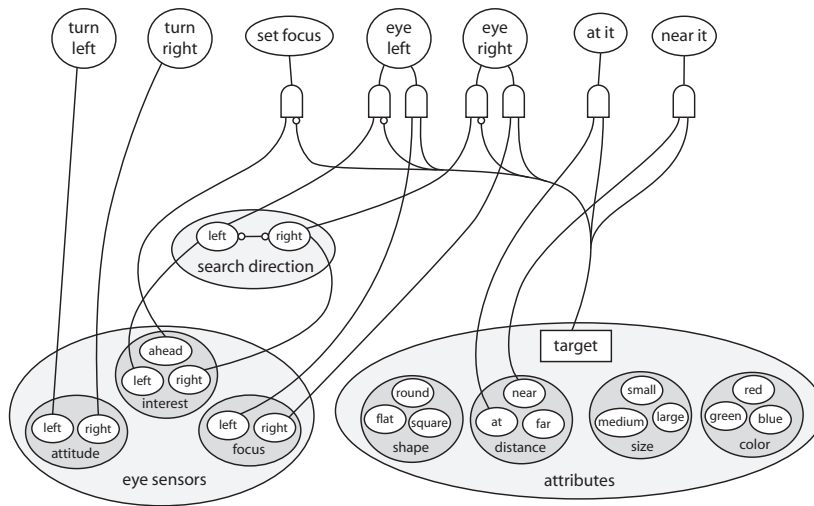 turn
left
turn
right
set focus
eye
left
eye
right
at it
near it
left
right
search direction
ahead
left
right
interest
left
right
attitude
left
right
focus
eye sensors
target
round
flat
square
shape
near
at
far
distance
small
medium
large
size
red
green
blue
color
attributes